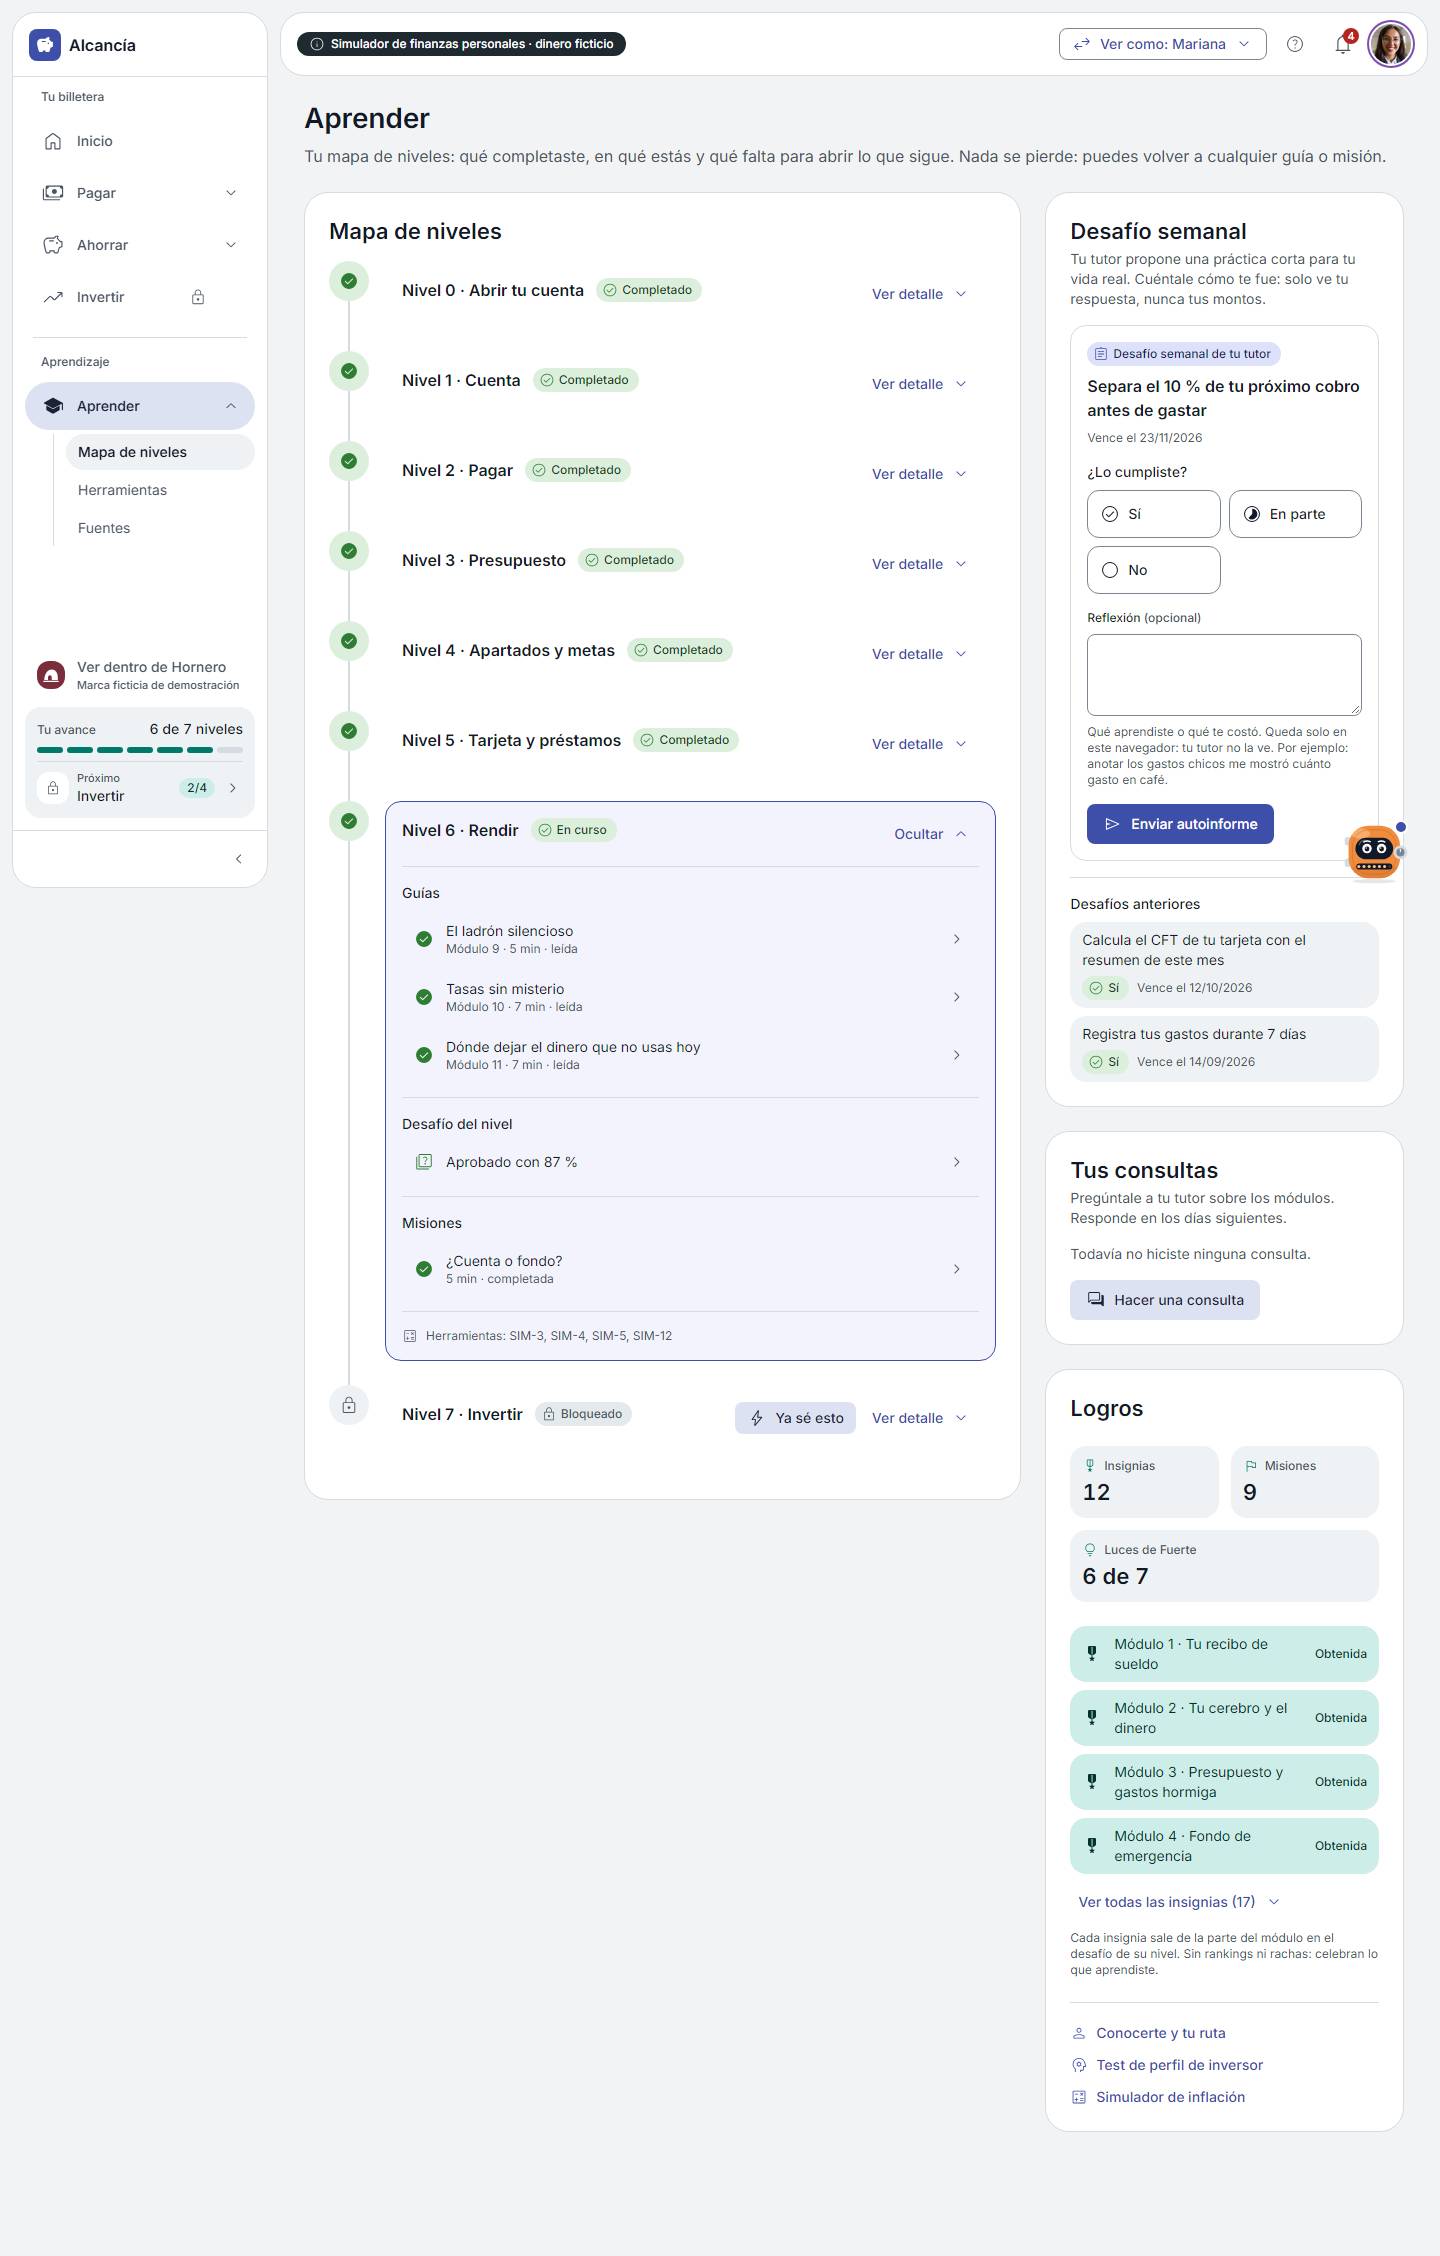 Alcancía
Tu billetera
Inicio
Pagar
Ahorrar
Invertir
Aprendizaje
Aprender
Mapa de niveles
Herramientas
Fuentes
Ver dentro de Hornero
Marca ficticia de demostración
Tu avance
6 de 7 niveles
Próximo
Invertir
2/4
Simulador de finanzas personales · dinero ficticio
Ver como: Mariana
4
Aprender
Tu mapa de niveles: qué completaste, en qué estás y qué falta para abrir lo que sigue. Nada se pierde: puedes volver a cualquier guía o misión.
Mapa de niveles
Nivel 0 · Abrir tu cuenta
Completado
Ver detalle
Nivel 1 · Cuenta
Completado
Ver detalle
Nivel 2 · Pagar
Completado
Ver detalle
Nivel 3 · Presupuesto
Completado
Ver detalle
Nivel 4 · Apartados y metas
Completado
Ver detalle
Nivel 5 · Tarjeta y préstamos
Completado
Ver detalle
Nivel 6 · Rendir
En curso
Ocultar
Guías
El ladrón silencioso
Módulo 9 · 5 min · leída
Tasas sin misterio
Módulo 10 · 7 min · leída
Dónde dejar el dinero que no usas hoy
Módulo 11 · 7 min · leída
Desafío del nivel
Aprobado con 87 %
Misiones
¿Cuenta o fondo?
5 min · completada
Herramientas: SIM-3, SIM-4, SIM-5, SIM-12
Nivel 7 · Invertir
Bloqueado
Ya sé esto
Ver detalle
Desafío semanal
Tu tutor propone una práctica corta para tu
vida real. Cuéntale cómo te fue: solo ve tu
respuesta, nunca tus montos.
Desafío semanal de tu tutor
Separa el 10 % de tu próximo cobro
antes de gastar
Vence el 23/11/2026
¿Lo cumpliste?
Sí
En parte
No
Reflexión (opcional)
Qué aprendiste o qué te costó. Queda solo en
este navegador: tu tutor no la ve. Por ejemplo:
anotar los gastos chicos me mostró cuánto
gasto en café.
Enviar autoinforme
Desafíos anteriores
Calcula el CFT de tu tarjeta con el
resumen de este mes
Sí
Vence el 12/10/2026
Registra tus gastos durante 7 días
Sí
Vence el 14/09/2026
Tus consultas
Pregúntale a tu tutor sobre los módulos.
Responde en los días siguientes.
Todavía no hiciste ninguna consulta.
Hacer una consulta
Logros
Insignias
12
Misiones
9
Luces de Fuerte
6 de 7
Módulo 1 · Tu recibo de
sueldo
Obtenida
Módulo 2 · Tu cerebro y el
dinero
Obtenida
Módulo 3 · Presupuesto y
gastos hormiga
Obtenida
Módulo 4 · Fondo de
emergencia
Obtenida
Ver todas las insignias (17)
Cada insignia sale de la parte del módulo en el
desafío de su nivel. Sin rankings ni rachas: celebran lo
que aprendiste.
Conocerte y tu ruta
Test de perfil de inversor
Simulador de inflación